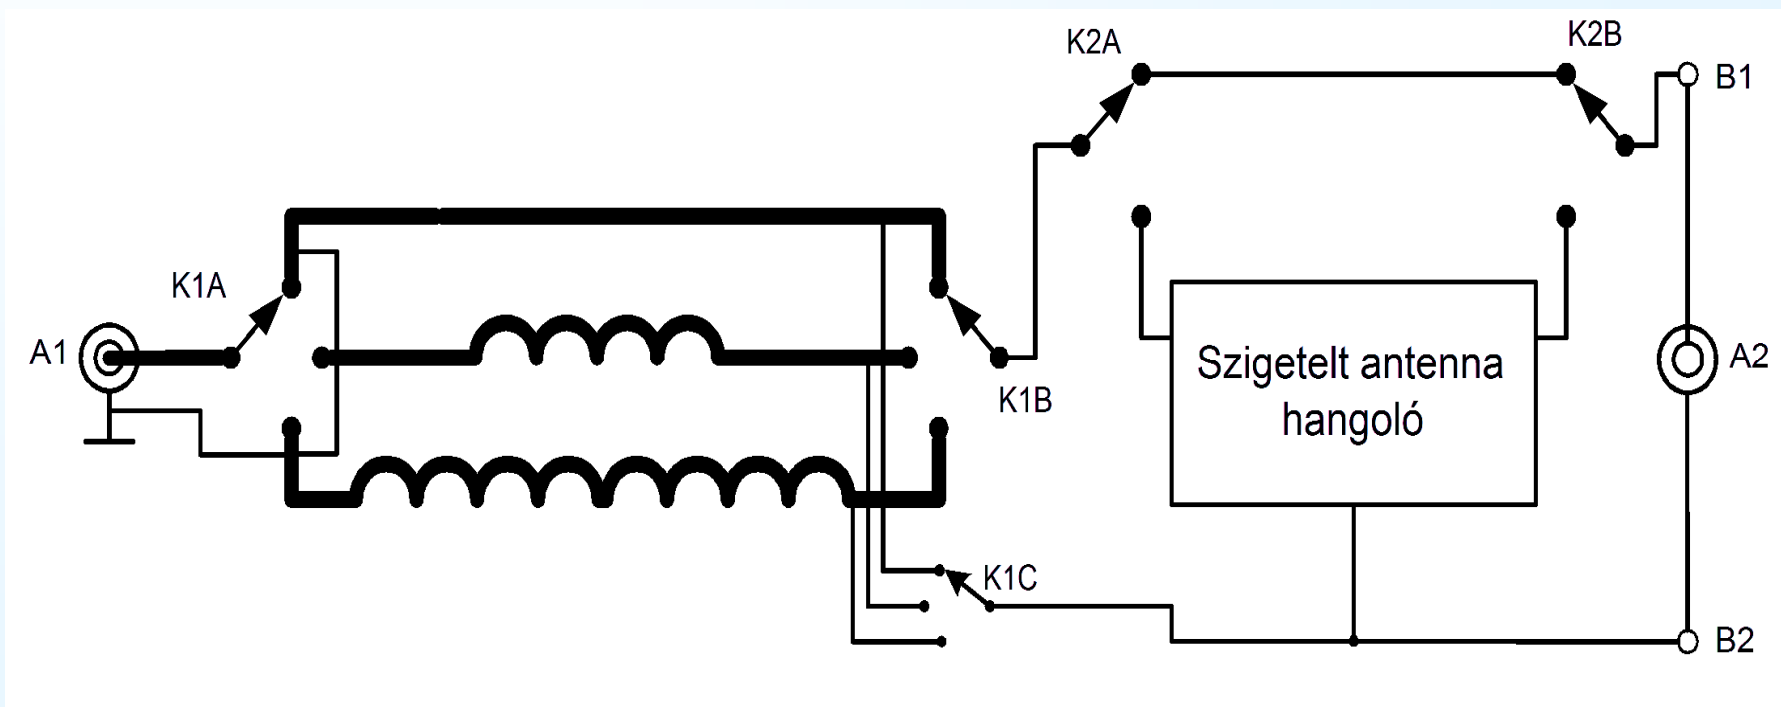 K2A
K2B
B1
K1A
A1
K1B
Szigetelt antenna
hangoló
A2
K1C
B2